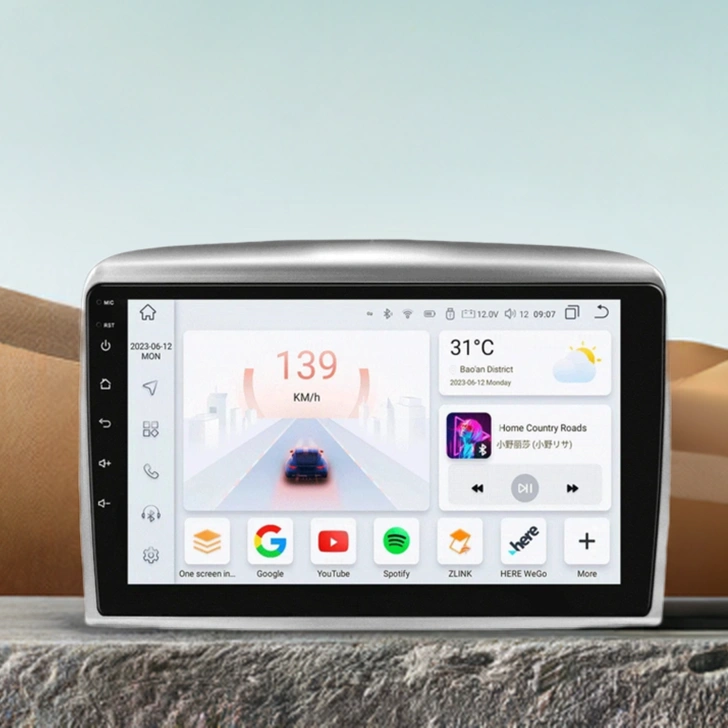 MIC
RST
2023-06-12
MON
12.0V
12
09:07
139
KM/h
31°C
Bao'an District
2023-06-12 Monday
Home Country Roads
小野丽莎 (小野リサ)
One screen in...
Google
YouTube
Spotify
ZLINK
here
HERE WeGo
More